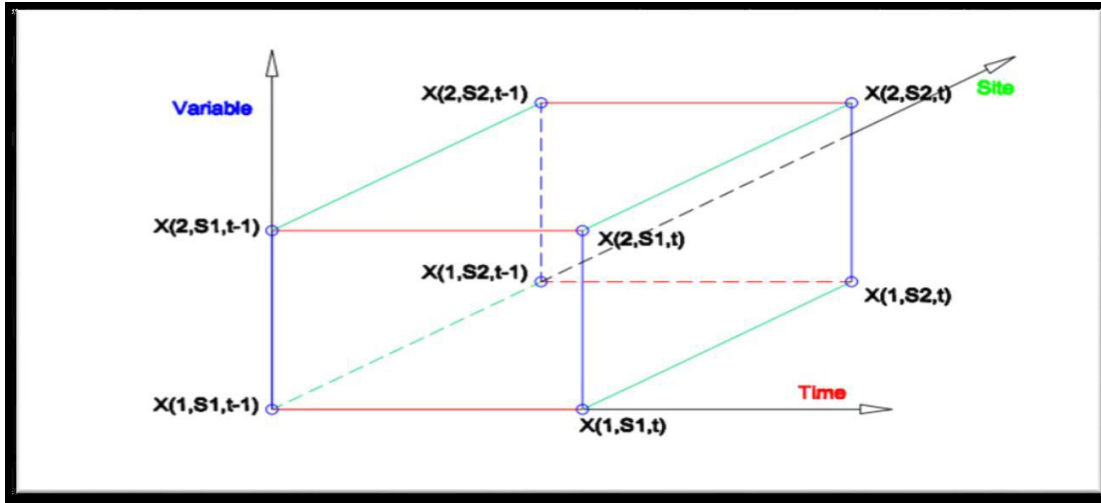 X(2,S2,t-1)
X(2,S2,t)
Site
Variable
X(2,S1,t-1)
X(2,S1,t)
X(1,S2,t-1)
X(1,S2,t)
Time
X(1,S1,t-1)
X(1,S1,t)